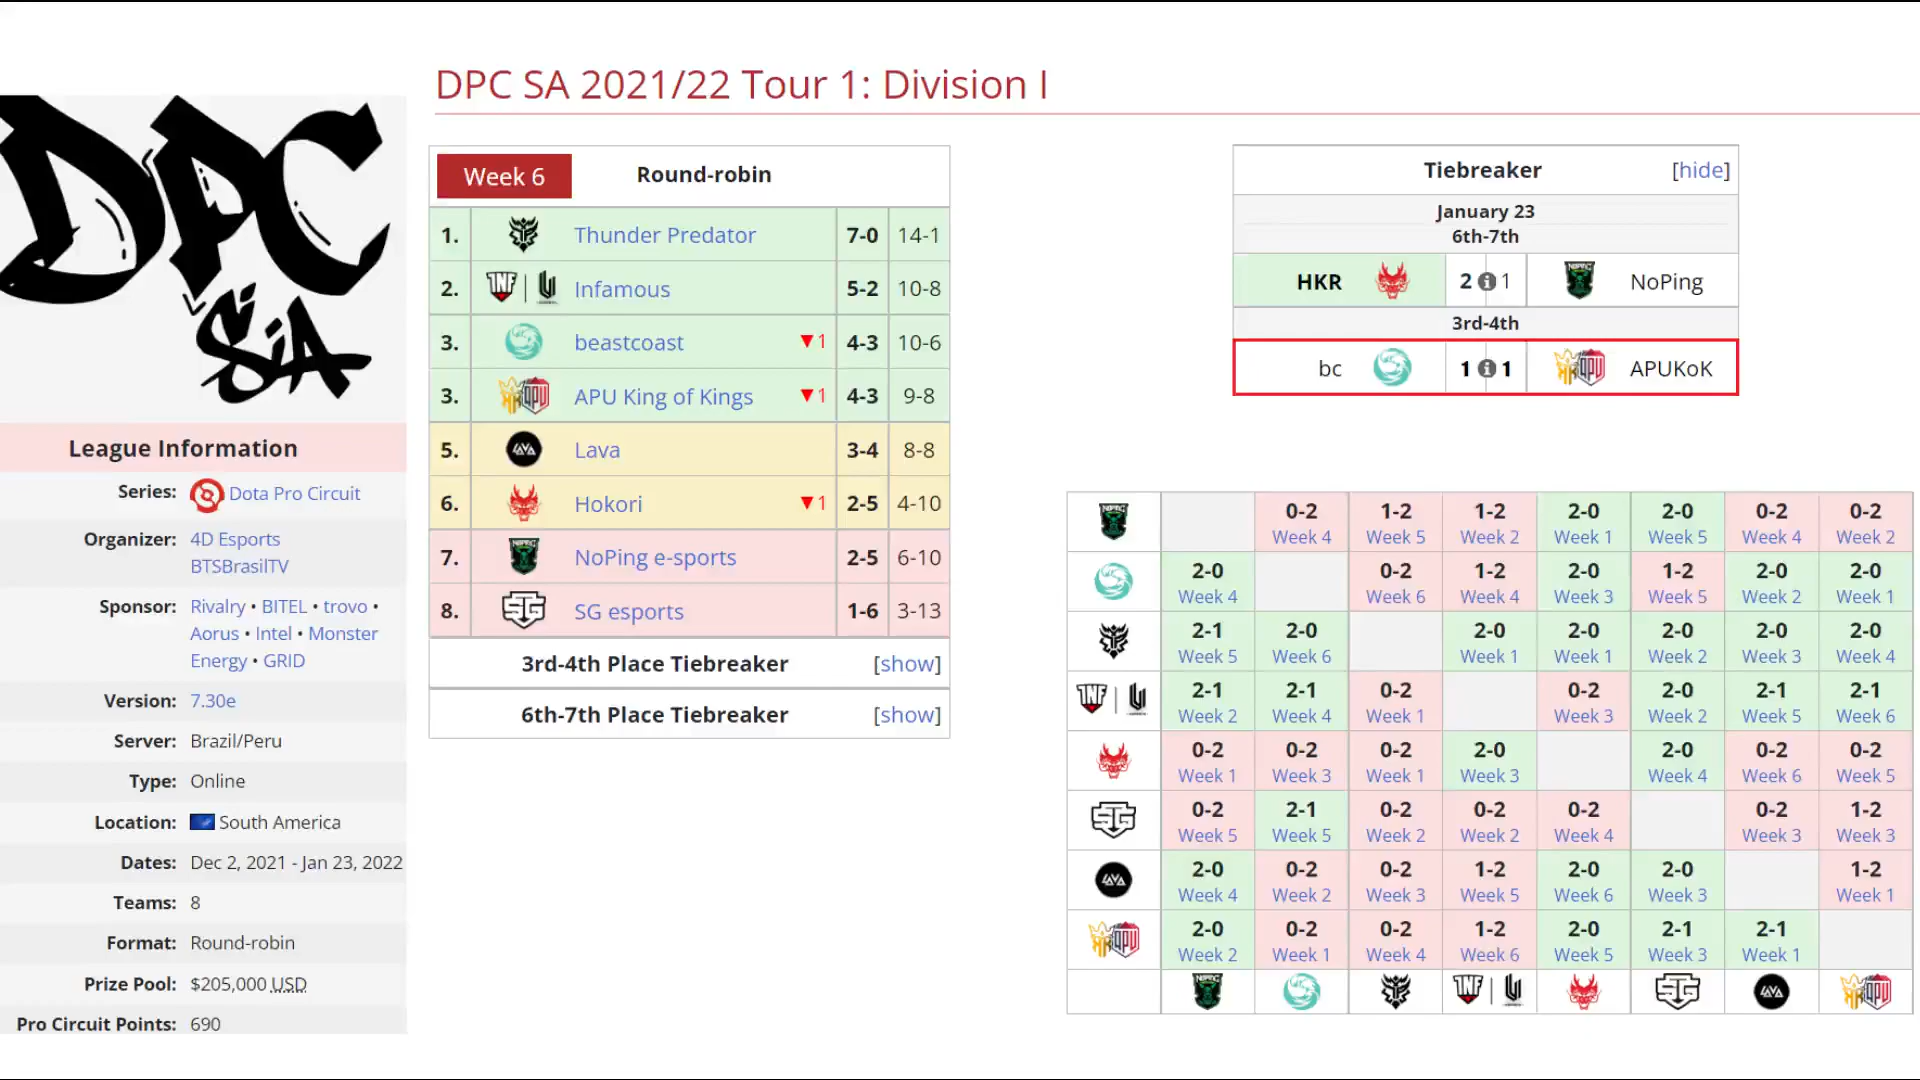 DPC SA 2021/22 Tour 1: Division I
DPC
SA
League Information
Series: Dota Pro Circuit
Organizer: 4D Esports
BTSBrasilTV
Sponsor: Rivalry • BITEL • trovo •
Aorus • Intel • Monster
Energy • GRID
Version: 7.30e
Server: Brazil/Peru
Type: Online
Location: South America
Dates: Dec 2, 2021 - Jan 23, 2022
Teams: 8
Format: Round-robin
Prize Pool: $205,000 USD
Pro Circuit Points: 690
Week 6 Round-robin
1. Thunder Predator 7-0 14-1
2. Infamous 5-2 10-8
3. beastcoast ▼1 4-3 10-6
3. APU King of Kings ▼1 4-3 9-8
5. Lava 3-4 8-8
6. Hokori ▼1 2-5 4-10
7. NoPing e-sports 2-5 6-10
8. SG esports 1-6 3-13
3rd-4th Place Tiebreaker [show]
6th-7th Place Tiebreaker [show]
Tiebreaker [hide]
January 23
6th-7th
HKR 2 1 NoPing
3rd-4th
bc 1 1 APUKoK
0-2 1-2 1-2 2-0 2-0 0-2 0-2
Week 4 Week 5 Week 2 Week 1 Week 5 Week 4 Week 2
2-0 0-2 1-2 2-0 1-2 2-0 2-0
Week 4 Week 6 Week 4 Week 3 Week 5 Week 2 Week 1
2-1 2-0 2-0 2-0 2-0 2-0 2-0
Week 5 Week 6 Week 1 Week 1 Week 2 Week 3 Week 4
2-1 2-1 0-2 0-2 2-0 2-1 2-1
Week 2 Week 4 Week 1 Week 3 Week 2 Week 5 Week 6
0-2 0-2 0-2 2-0 2-0 0-2 0-2
Week 1 Week 3 Week 1 Week 3 Week 4 Week 6 Week 5
0-2 2-1 0-2 0-2 0-2 0-2 1-2
Week 5 Week 5 Week 2 Week 2 Week 4 Week 3 Week 3
2-0 0-2 0-2 1-2 2-0 2-0 1-2
Week 4 Week 2 Week 3 Week 5 Week 6 Week 3 Week 1
2-0 0-2 0-2 1-2 2-0 2-1 2-1
Week 2 Week 1 Week 4 Week 6 Week 5 Week 3 Week 1